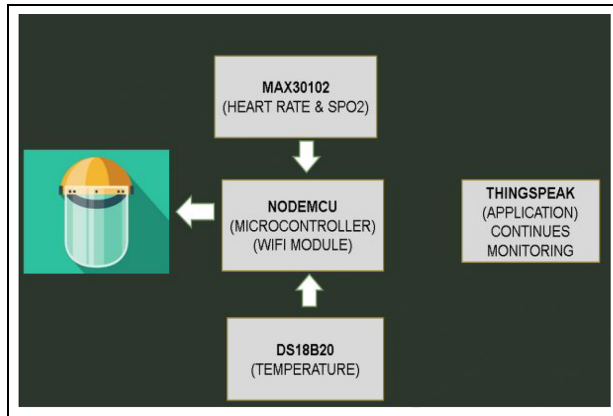 MAX30102
(HEART RATE & SPO2)
NODEMCU
(MICROCONTROLLER)
(WIFI MODULE)
THINGSPEAK
(APPLICATION)
CONTINUES
MONITORING
DS18B20
(TEMPERATURE)